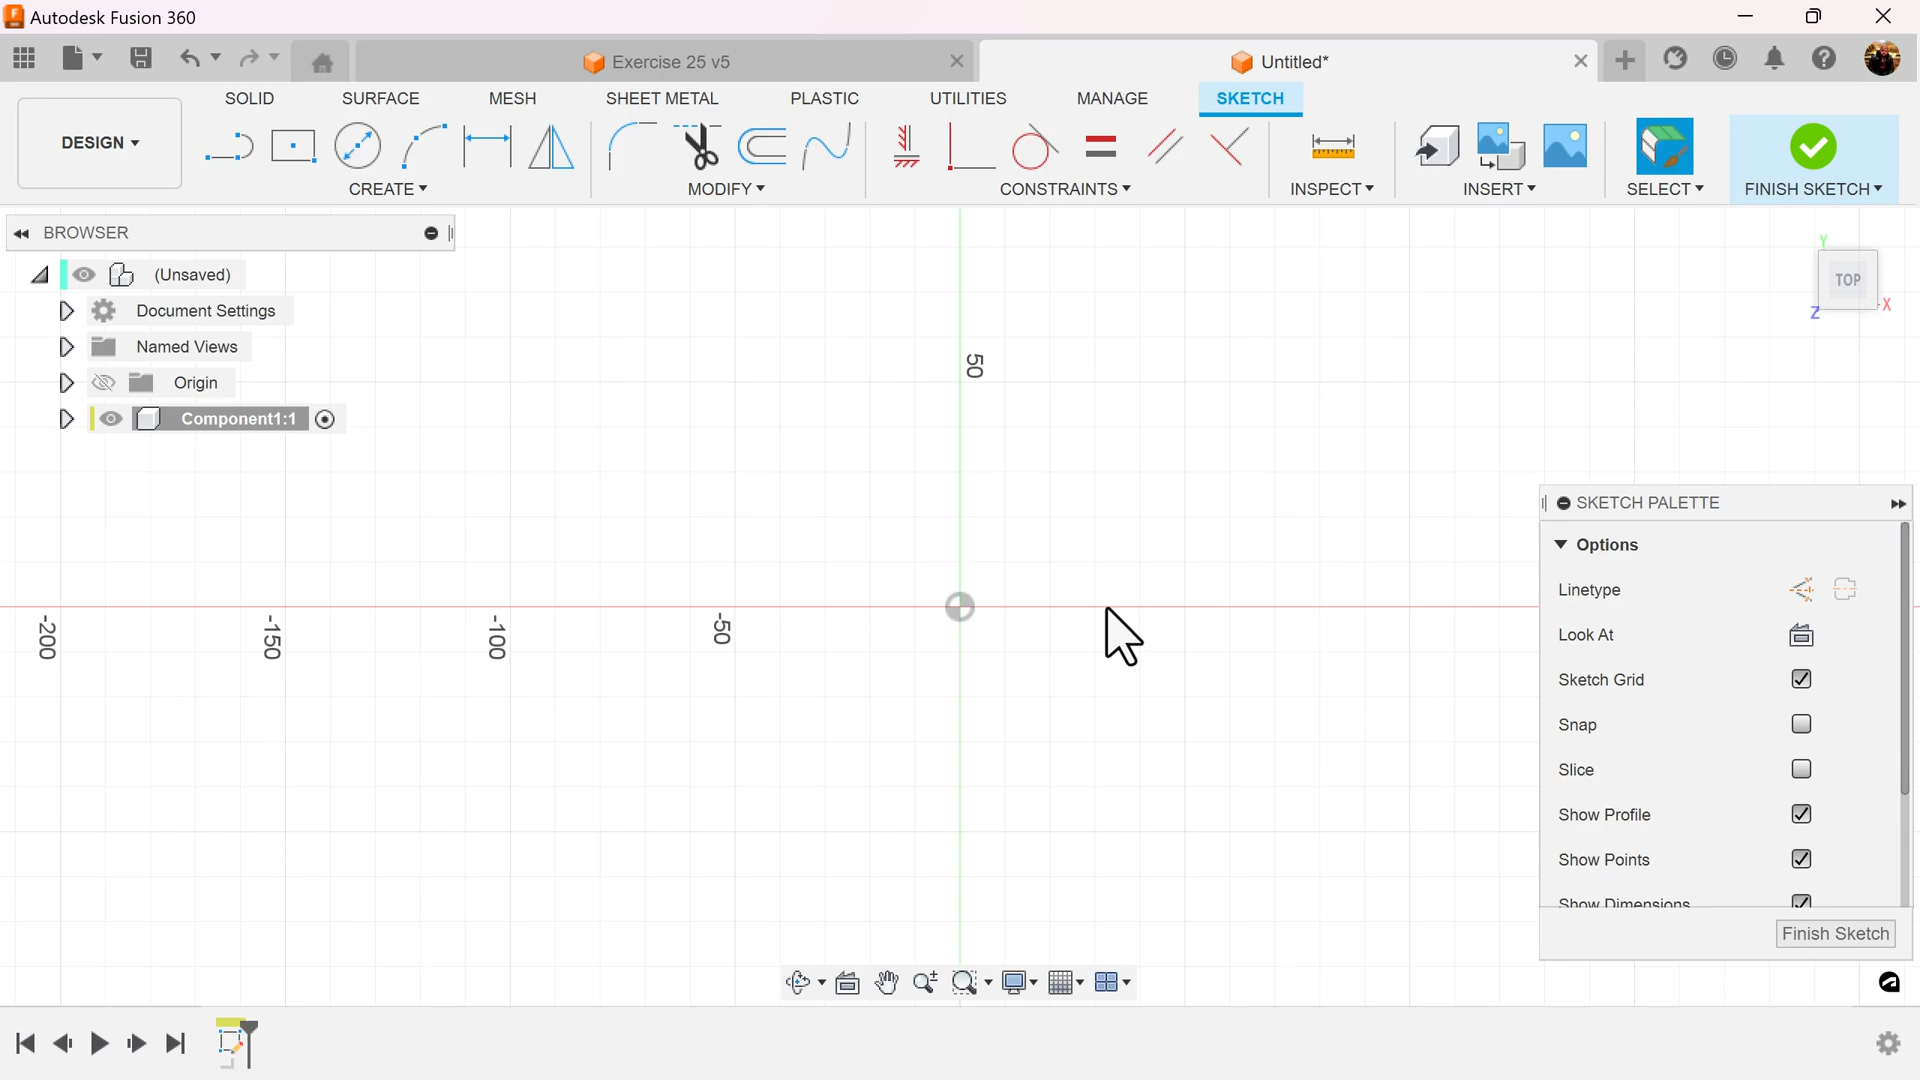 Autodesk Fusion 360
Exercise 25 v5
Untitled*
SOLID SURFACE MESH SHEET METAL PLASTIC UTILITIES MANAGE SKETCH
DESIGN
CREATE MODIFY CONSTRAINTS INSPECT INSERT SELECT FINISH SKETCH
BROWSER
(Unsaved)
Document Settings
Named Views
Origin
Component1:1
Y
TOP
X
Z
50
-200
-150
-100
-50
SKETCH PALETTE
Options
Linetype
Look At
Sketch Grid
Snap
Slice
Show Profile
Show Points
Show Dimensions
Finish Sketch